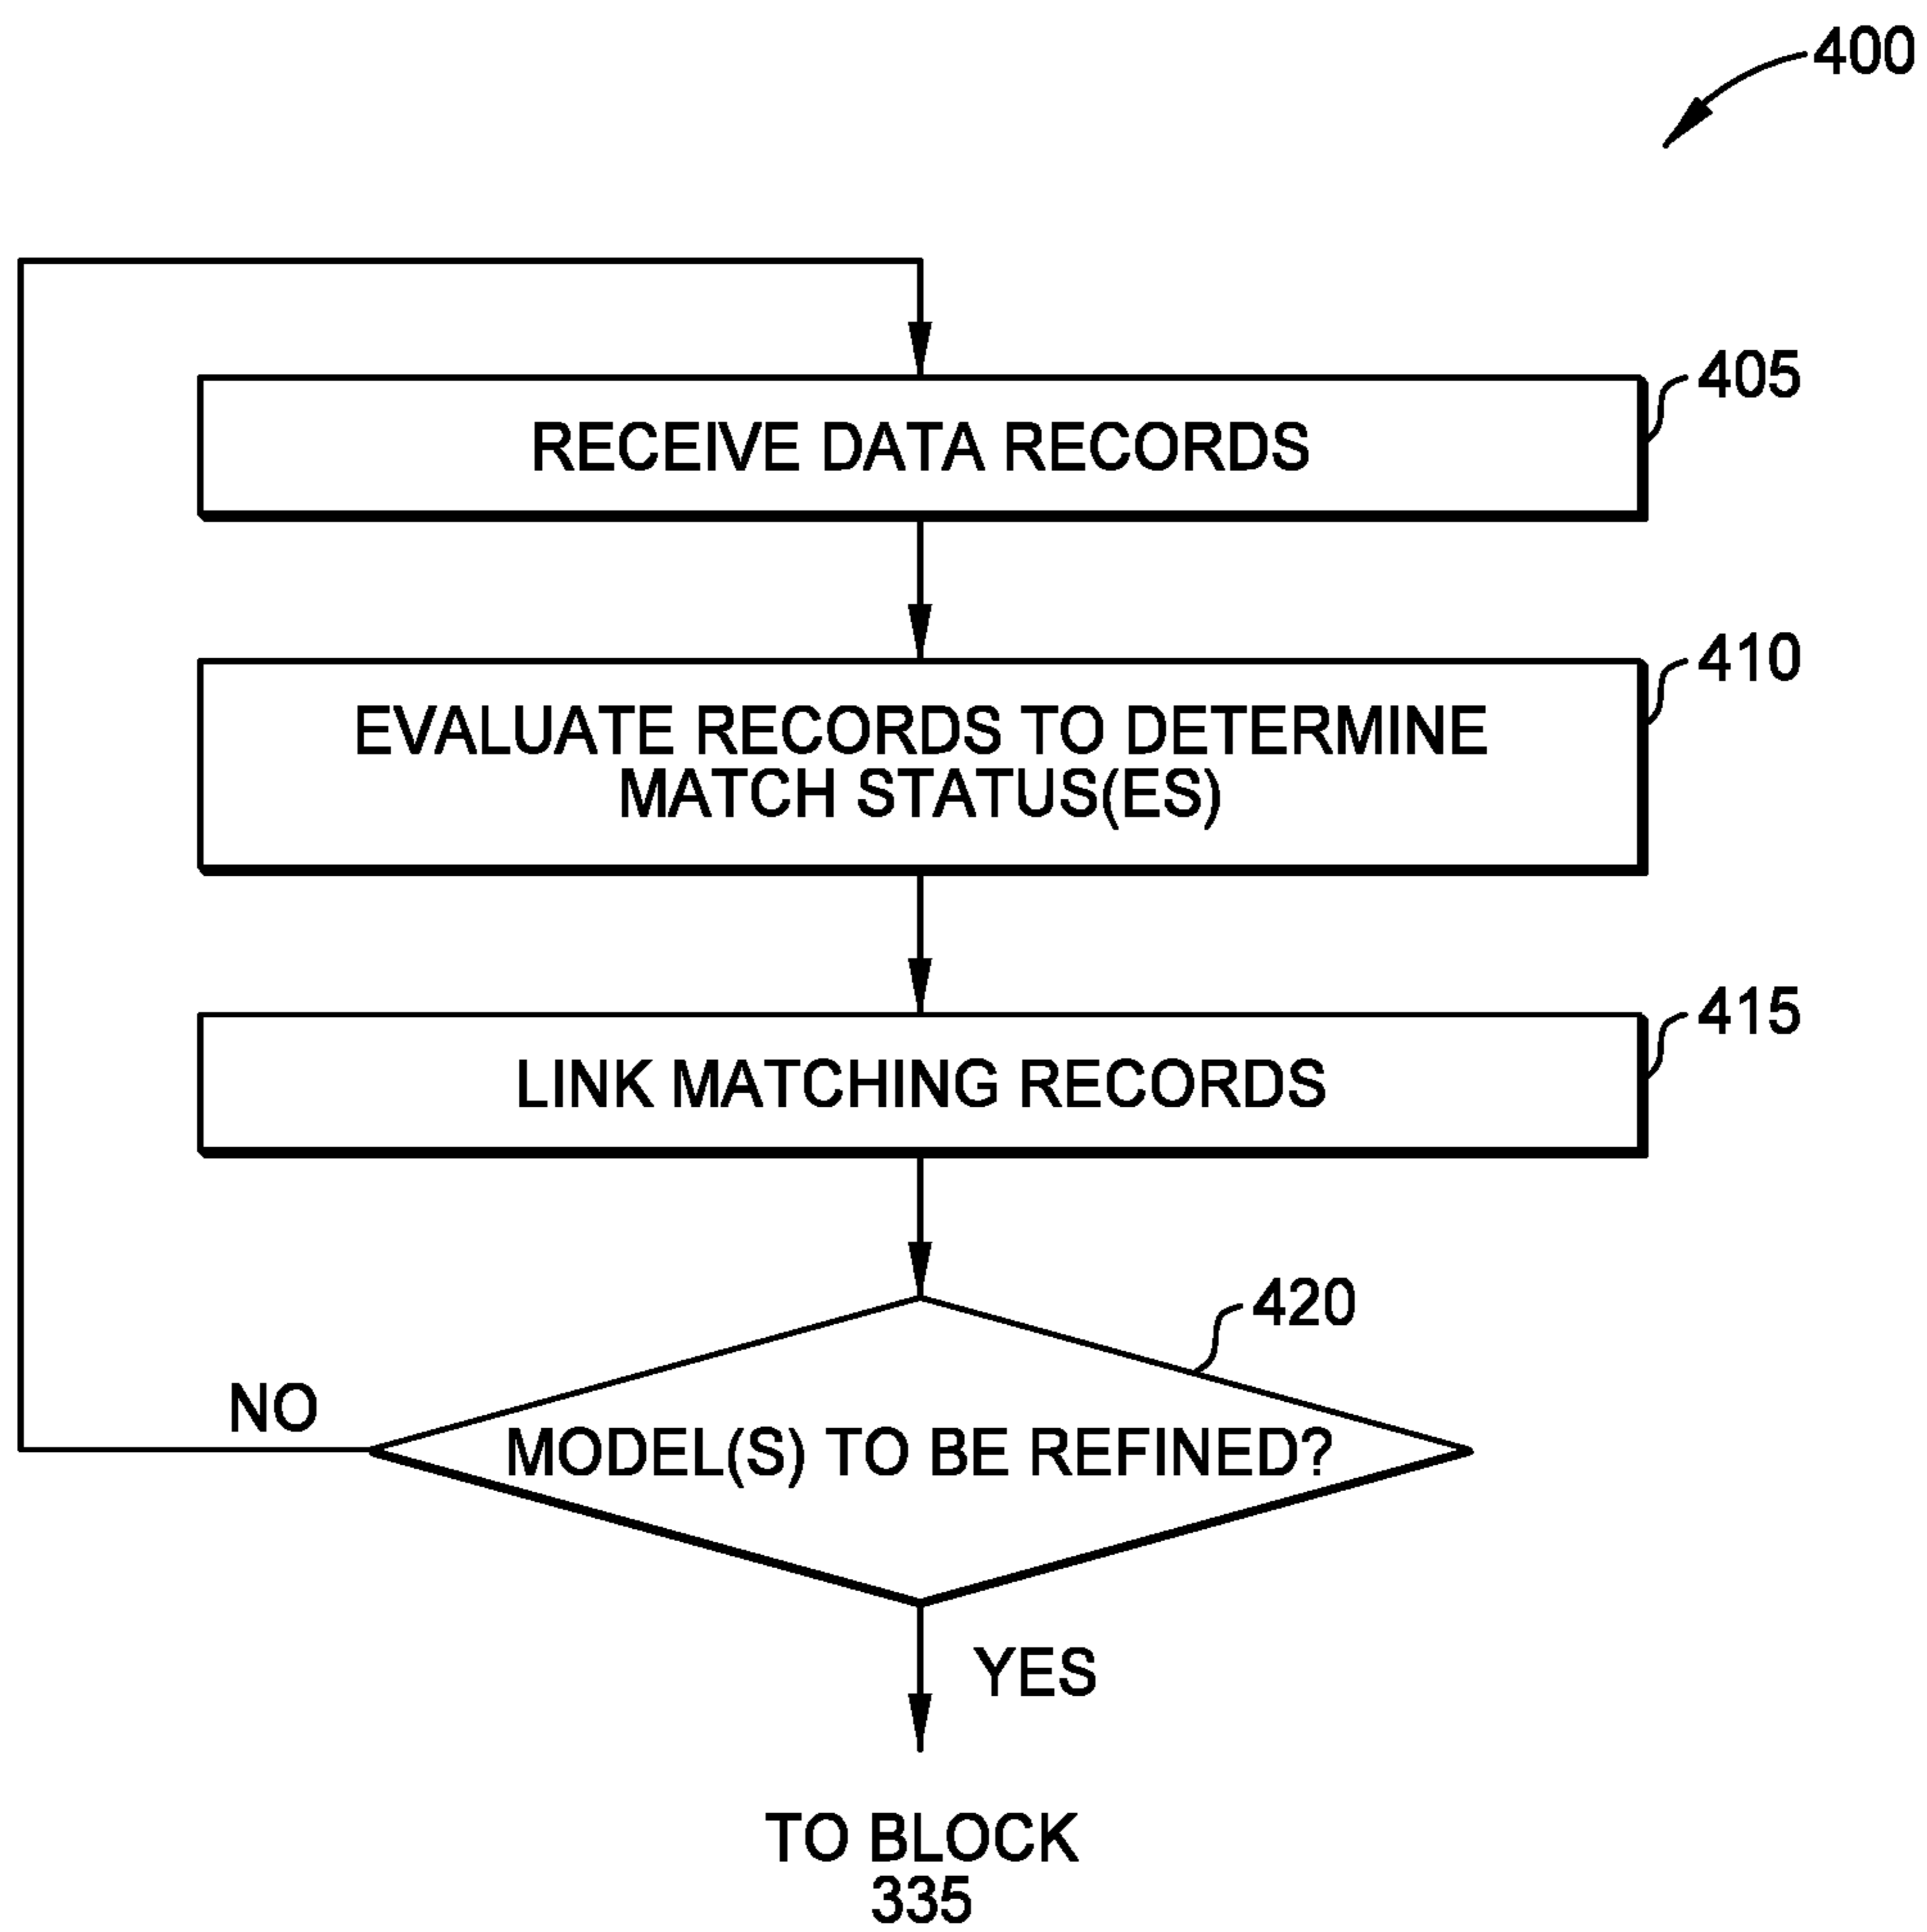 400
RECEIVE DATA RECORDS
405
EVALUATE RECORDS TO DETERMINE
MATCH STATUS(ES)
410
LINK MATCHING RECORDS
415
420
MODEL(S) TO BE REFINED?
NO
YES
TO BLOCK
335